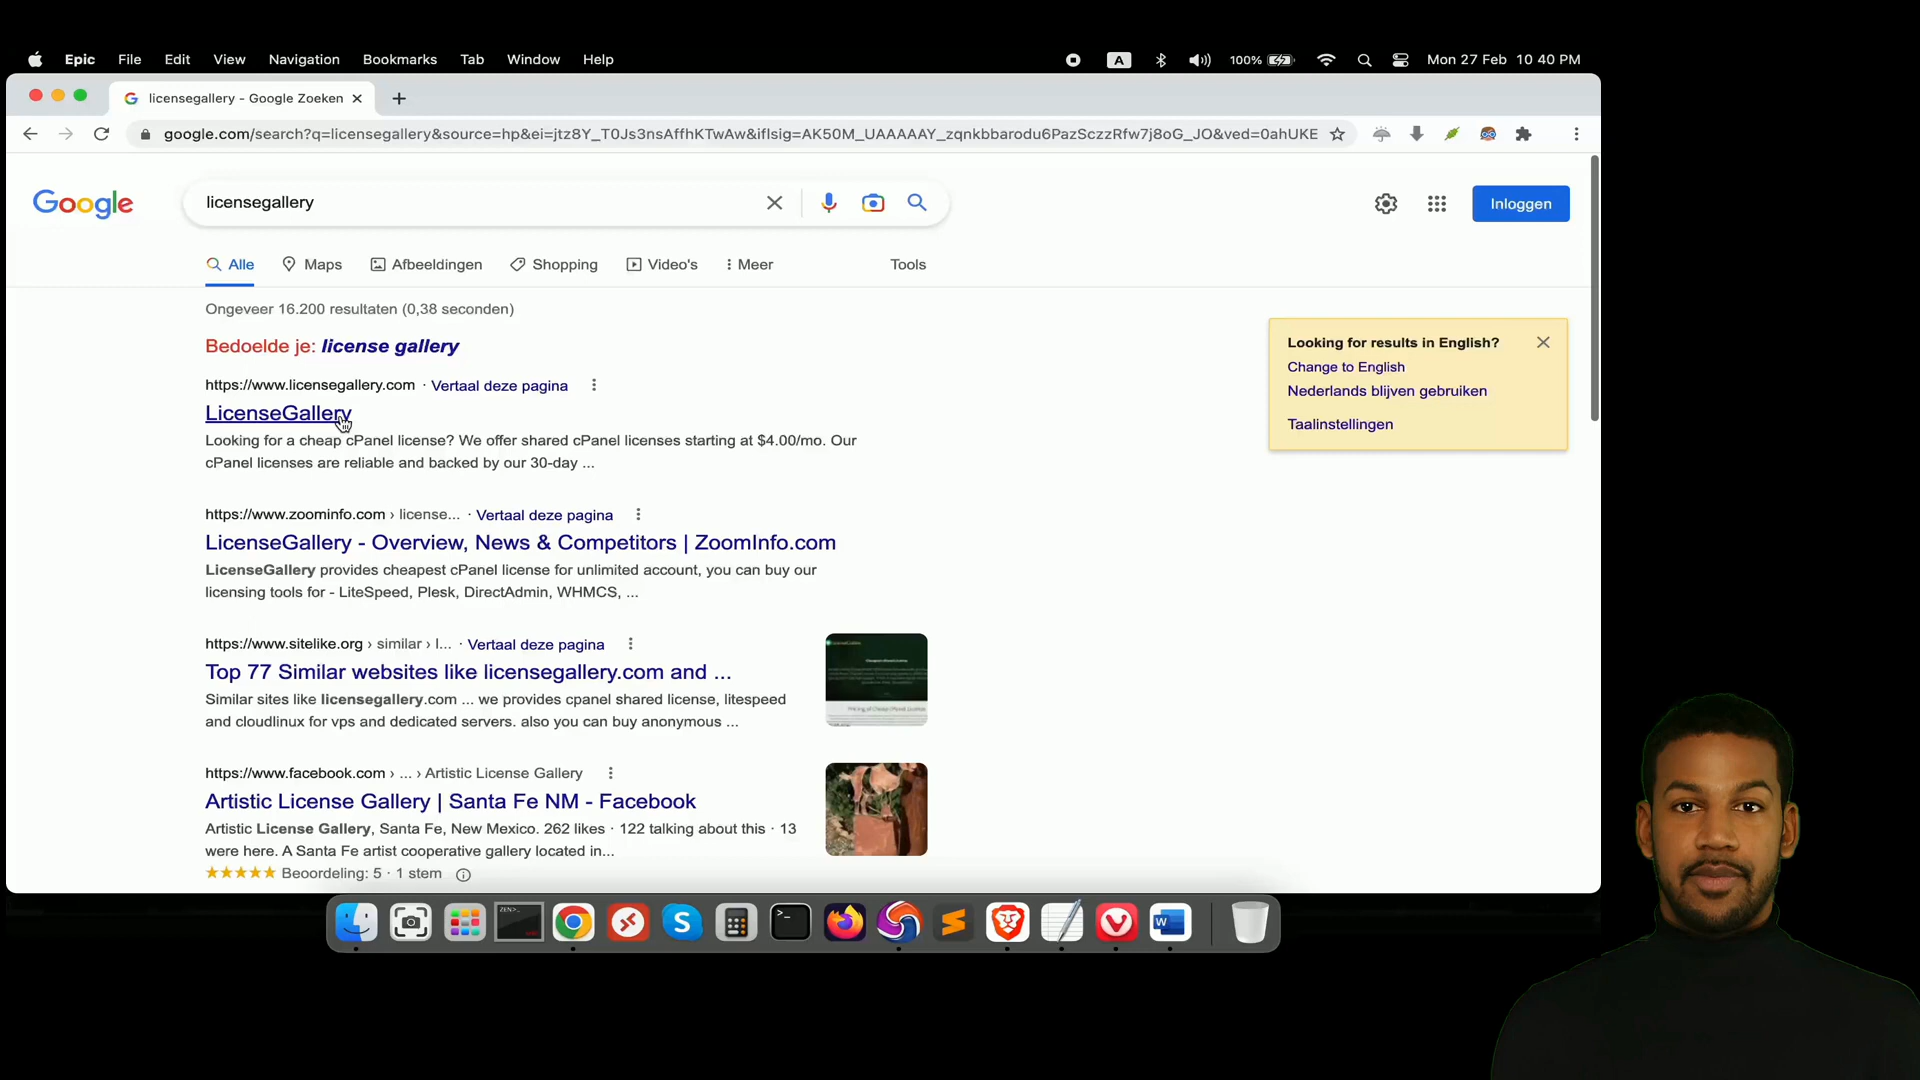 Epic File Edit View Navigation Bookmarks Tab Window Help A 100% Mon 27 Feb 10:40 PM
licensegallery - Google Zoeken
google.com/search?q=licensegallery&source=hp&ei=jtz8Y_T0Js3nsAffhKTwAw&iflsig=AK50M_UAAAAAY_zqnkbbarodu6PazSczzRfw7j8oG_JO&ved=0ahUKE
Google licensegallery Inloggen
Alle Maps Afbeeldingen Shopping Video's Meer Tools
Ongeveer 16.200 resultaten (0,38 seconden)
Bedoelde je: license gallery
https://www.licensegallery.com · Vertaal deze pagina
LicenseGallery
Looking for a cheap cPanel license? We offer shared cPanel licenses starting at $4.00/mo. Our
cPanel licenses are reliable and backed by our 30-day ...
https://www.zoominfo.com › license... · Vertaal deze pagina
LicenseGallery - Overview, News & Competitors | ZoomInfo.com
LicenseGallery provides cheapest cPanel license for unlimited account, you can buy our
licensing tools for - LiteSpeed, Plesk, DirectAdmin, WHMCS, ...
https://www.sitelike.org › similar › l... · Vertaal deze pagina
Top 77 Similar websites like licensegallery.com and ...
Similar sites like licensegallery.com ... we provides cpanel shared license, litespeed
and cloudlinux for vps and dedicated servers. also you can buy anonymous ...
https://www.facebook.com › ... › Artistic License Gallery
Artistic License Gallery | Santa Fe NM - Facebook
Artistic License Gallery, Santa Fe, New Mexico. 262 likes · 122 talking about this · 13
were here. A Santa Fe artist cooperative gallery located in...
Beoordeling: 5 · 1 stem
Looking for results in English?
Change to English
Nederlands blijven gebruiken
Taalinstellingen